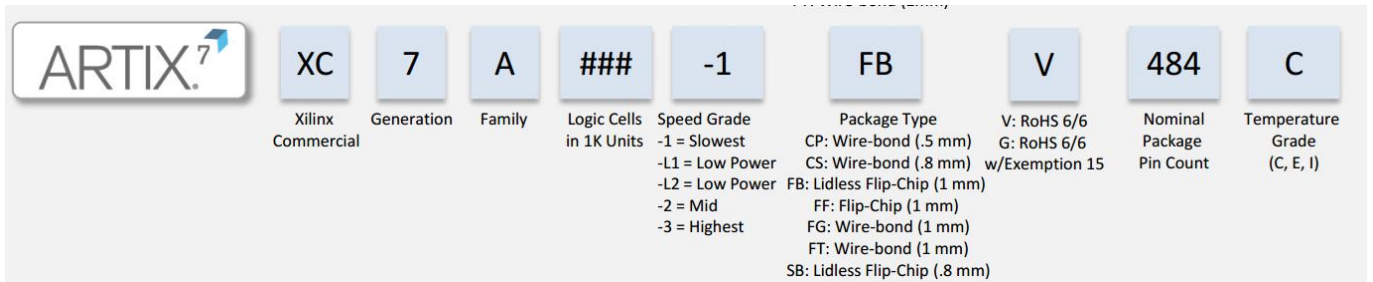 ARTIX.7
XC 7 A ### -1 FB V 484 C
Xilinx
Commercial
Generation
Family
Logic Cells
in 1K Units
Speed Grade
-1 = Slowest
-L1 = Low Power
-L2 = Low Power
-2 = Mid
-3 = Highest
Package Type
CP: Wire-bond (.5 mm)
CS: Wire-bond (.8 mm)
FB: Lidless Flip-Chip (1 mm)
FF: Flip-Chip (1 mm)
FG: Wire-bond (1 mm)
FT: Wire-bond (1 mm)
SB: Lidless Flip-Chip (.8 mm)
V: RoHS 6/6
G: RoHS 6/6
w/Exemption 15
Nominal
Package
Pin Count
Temperature
Grade
(C, E, I)